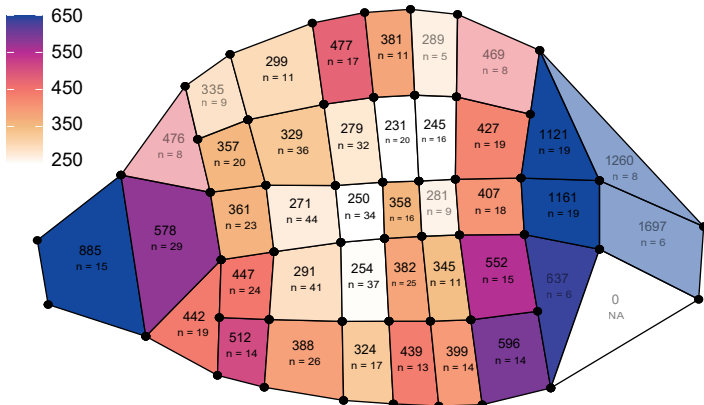 650
550
450
350
250
477
n = 17
381
n = 11
289
n = 5
469
n = 8
299
n = 11
335
n = 9
476
n = 8
357
n = 20
329
n = 36
279
n = 32
231
n = 20
245
n = 16
427
n = 19
1121
n = 19
1260
n = 8
885
n = 15
578
n = 29
361
n = 23
271
n = 44
250
n = 34
358
n = 16
281
n = 9
407
n = 18
1161
n = 19
1697
n = 6
447
n = 24
291
n = 41
254
n = 37
382
n = 25
345
n = 11
552
n = 15
637
n = 6
0
NA
442
n = 19
512
n = 14
388
n = 26
324
n = 17
439
n = 13
399
n = 14
596
n = 14